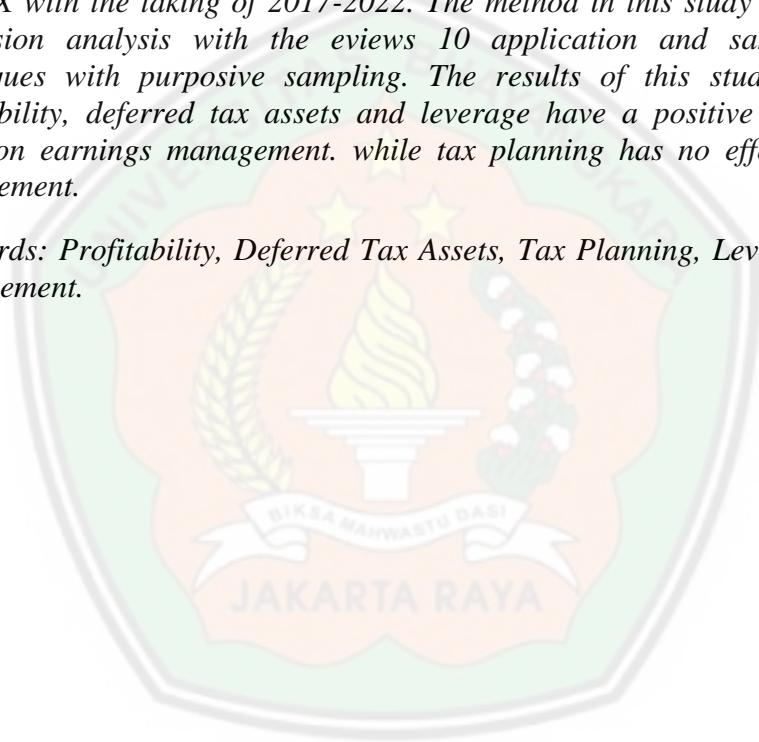 X with the taking of 2017-2022. The method in this study
sion analysis with the eviews 10 application and sa
ues with purposive sampling. The results of this stud
bility, deferred tax assets and leverage have a positive
on earnings management. while tax planning has no eff
ement.
rds: Profitability, Deferred Tax Assets, Tax Planning, Lev
ement.
UNIVERSITAS BHAYANGKARA
BIKSA MAHWASTU DASI
JAKARTA RAYA